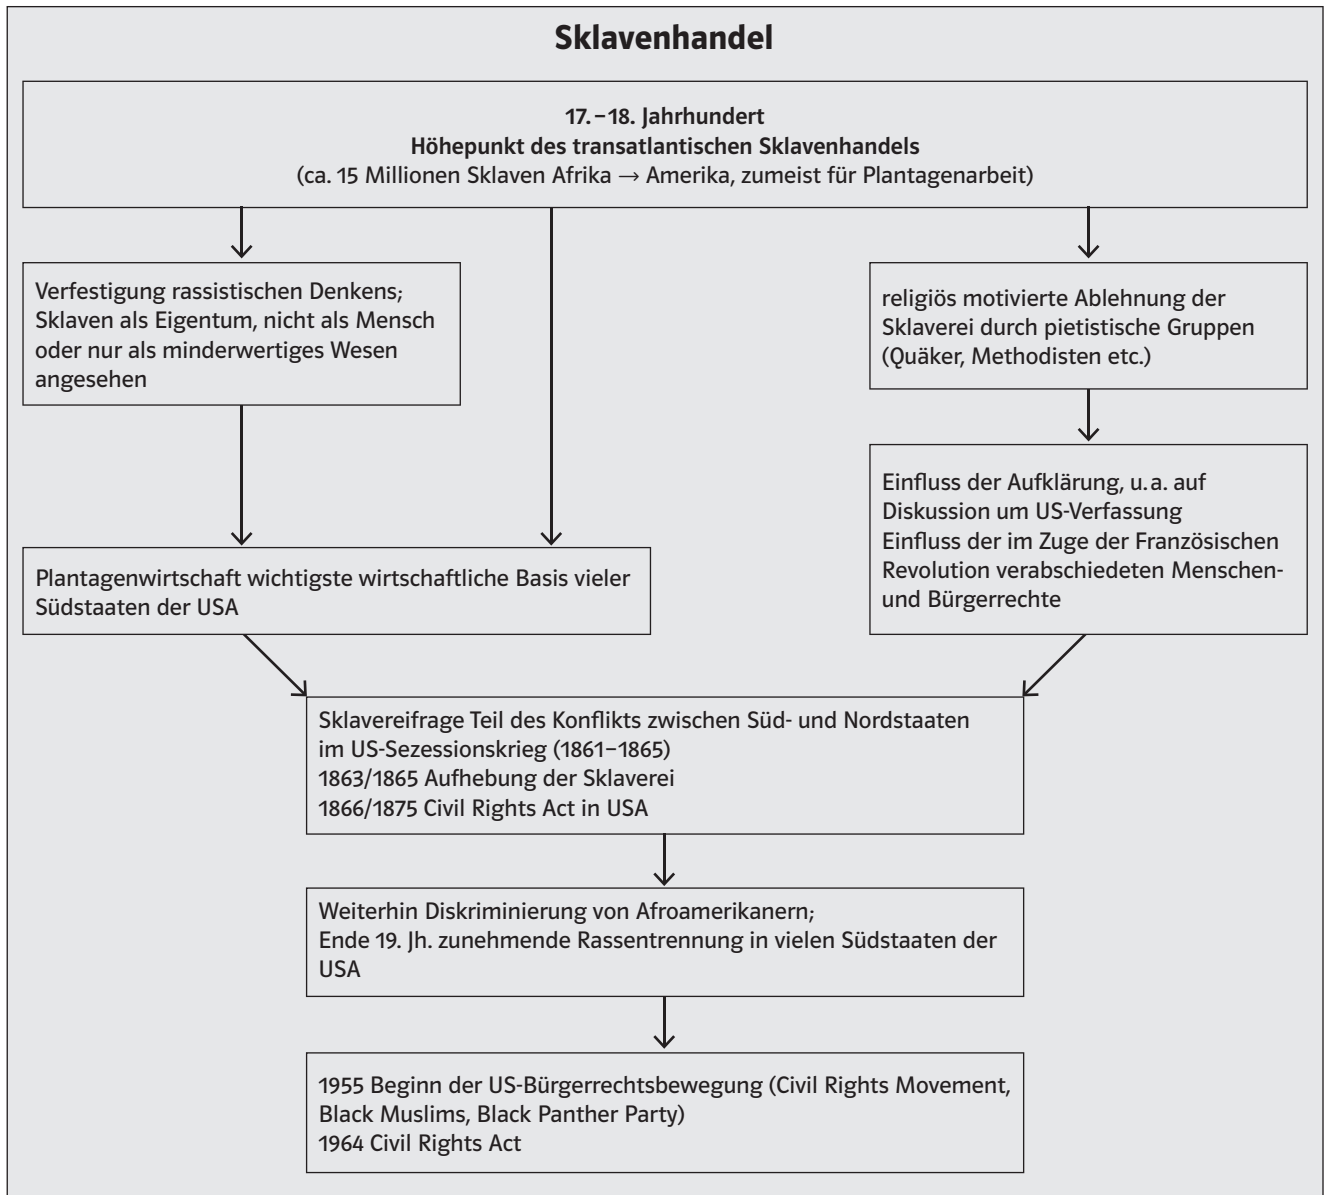 Sklavenhandel
17.–18. Jahrhundert
Höhepunkt des transatlantischen Sklavenhandels
(ca. 15 Millionen Sklaven Afrika → Amerika, zumeist für Plantagenarbeit)
Verfestigung rassistischen Denkens;
Sklaven als Eigentum, nicht als Mensch
oder nur als minderwertiges Wesen
angesehen
religiös motivierte Ablehnung der
Sklaverei durch pietistische Gruppen
(Quäker, Methodisten etc.)
Einfluss der Aufklärung, u.a. auf
Diskussion um US-Verfassung
Einfluss der im Zuge der Französischen
Revolution verabschiedeten Menschen-
und Bürgerrechte
Plantagenwirtschaft wichtigste wirtschaftliche Basis vieler
Südstaaten der USA
Sklavereifrage Teil des Konflikts zwischen Süd- und Nordstaaten
im US-Sezessionskrieg (1861–1865)
1863/1865 Aufhebung der Sklaverei
1866/1875 Civil Rights Act in USA
Weiterhin Diskriminierung von Afroamerikanern;
Ende 19. Jh. zunehmende Rassentrennung in vielen Südstaaten der
USA
1955 Beginn der US-Bürgerrechtsbewegung (Civil Rights Movement,
Black Muslims, Black Panther Party)
1964 Civil Rights Act